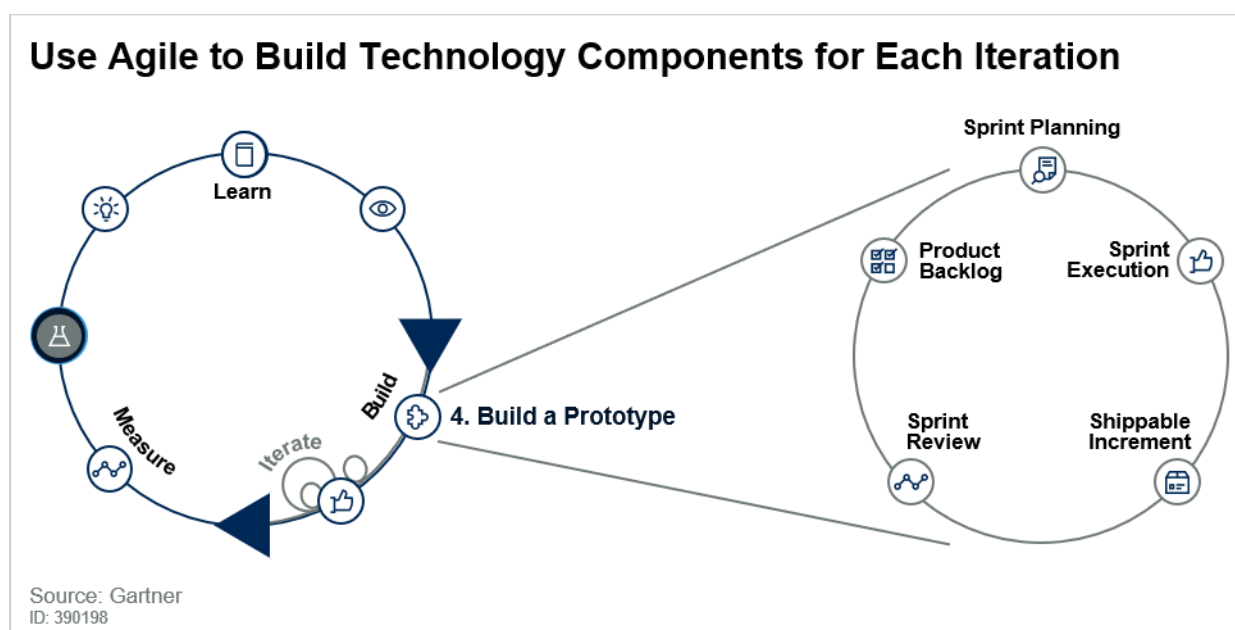 Use Agile to Build Technology Components for Each Iteration
Learn
Build
4. Build a Prototype
Iterate
Measure
Sprint Planning
Product
Backlog
Sprint
Execution
Sprint
Review
Shippable
Increment
Source: Gartner
ID: 390198